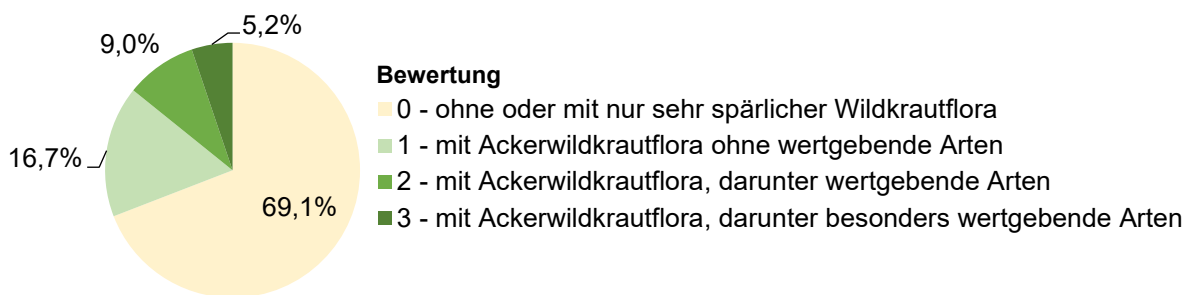 5,2%
9,0%
16,7%
69,1%
Bewertung
0 - ohne oder mit nur sehr spärlicher Wildkrautflora
1 - mit Ackerwildkrautflora ohne wertgebende Arten
2 - mit Ackerwildkrautflora, darunter wertgebende Arten
3 - mit Ackerwildkrautflora, darunter besonders wertgebende Arten